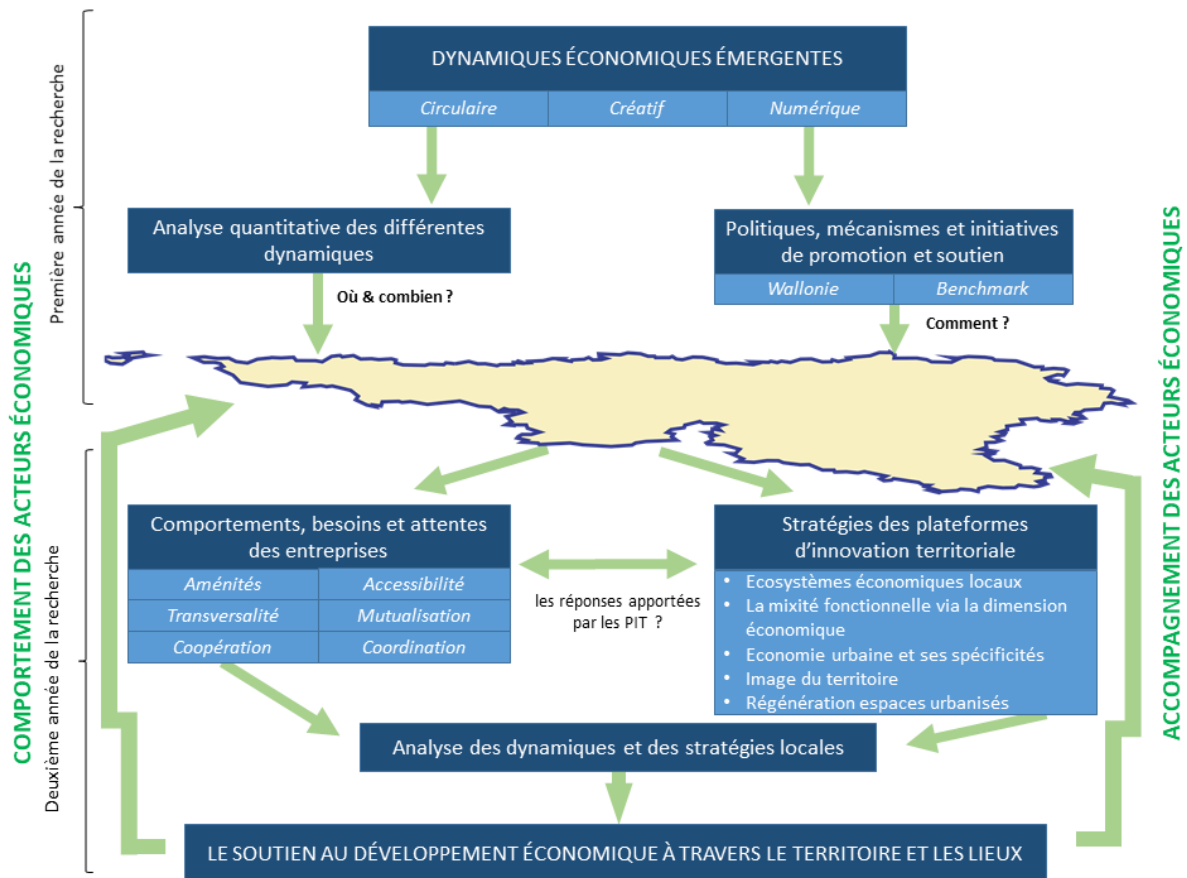 DYNAMIQUES ÉCONOMIQUES ÉMERGENTES
Circulaire
Créatif
Numérique
Première année de la recherche
Analyse quantitative des différentes
dynamiques
Politiques, mécanismes et initiatives
de promotion et soutien
Wallonie
Benchmark
Où & combien ?
Comment ?
COMPORTEMENT DES ACTEURS ÉCONOMIQUES
ACCOMPAGNEMENT DES ACTEURS ÉCONOMIQUES
Deuxième année de la recherche
Comportements, besoins et attentes
des entreprises
Aménités
Accessibilité
Transversalité
Mutualisation
Coopération
Coordination
les réponses apportées
par les PIT ?
Stratégies des plateformes
d'innovation territoriale
• Ecosystèmes économiques locaux
• La mixité fonctionnelle via la dimension
économique
• Economie urbaine et ses spécificités
• Image du territoire
• Régénération espaces urbanisés
Analyse des dynamiques et des stratégies locales
LE SOUTIEN AU DÉVELOPPEMENT ÉCONOMIQUE À TRAVERS LE TERRITOIRE ET LES LIEUX